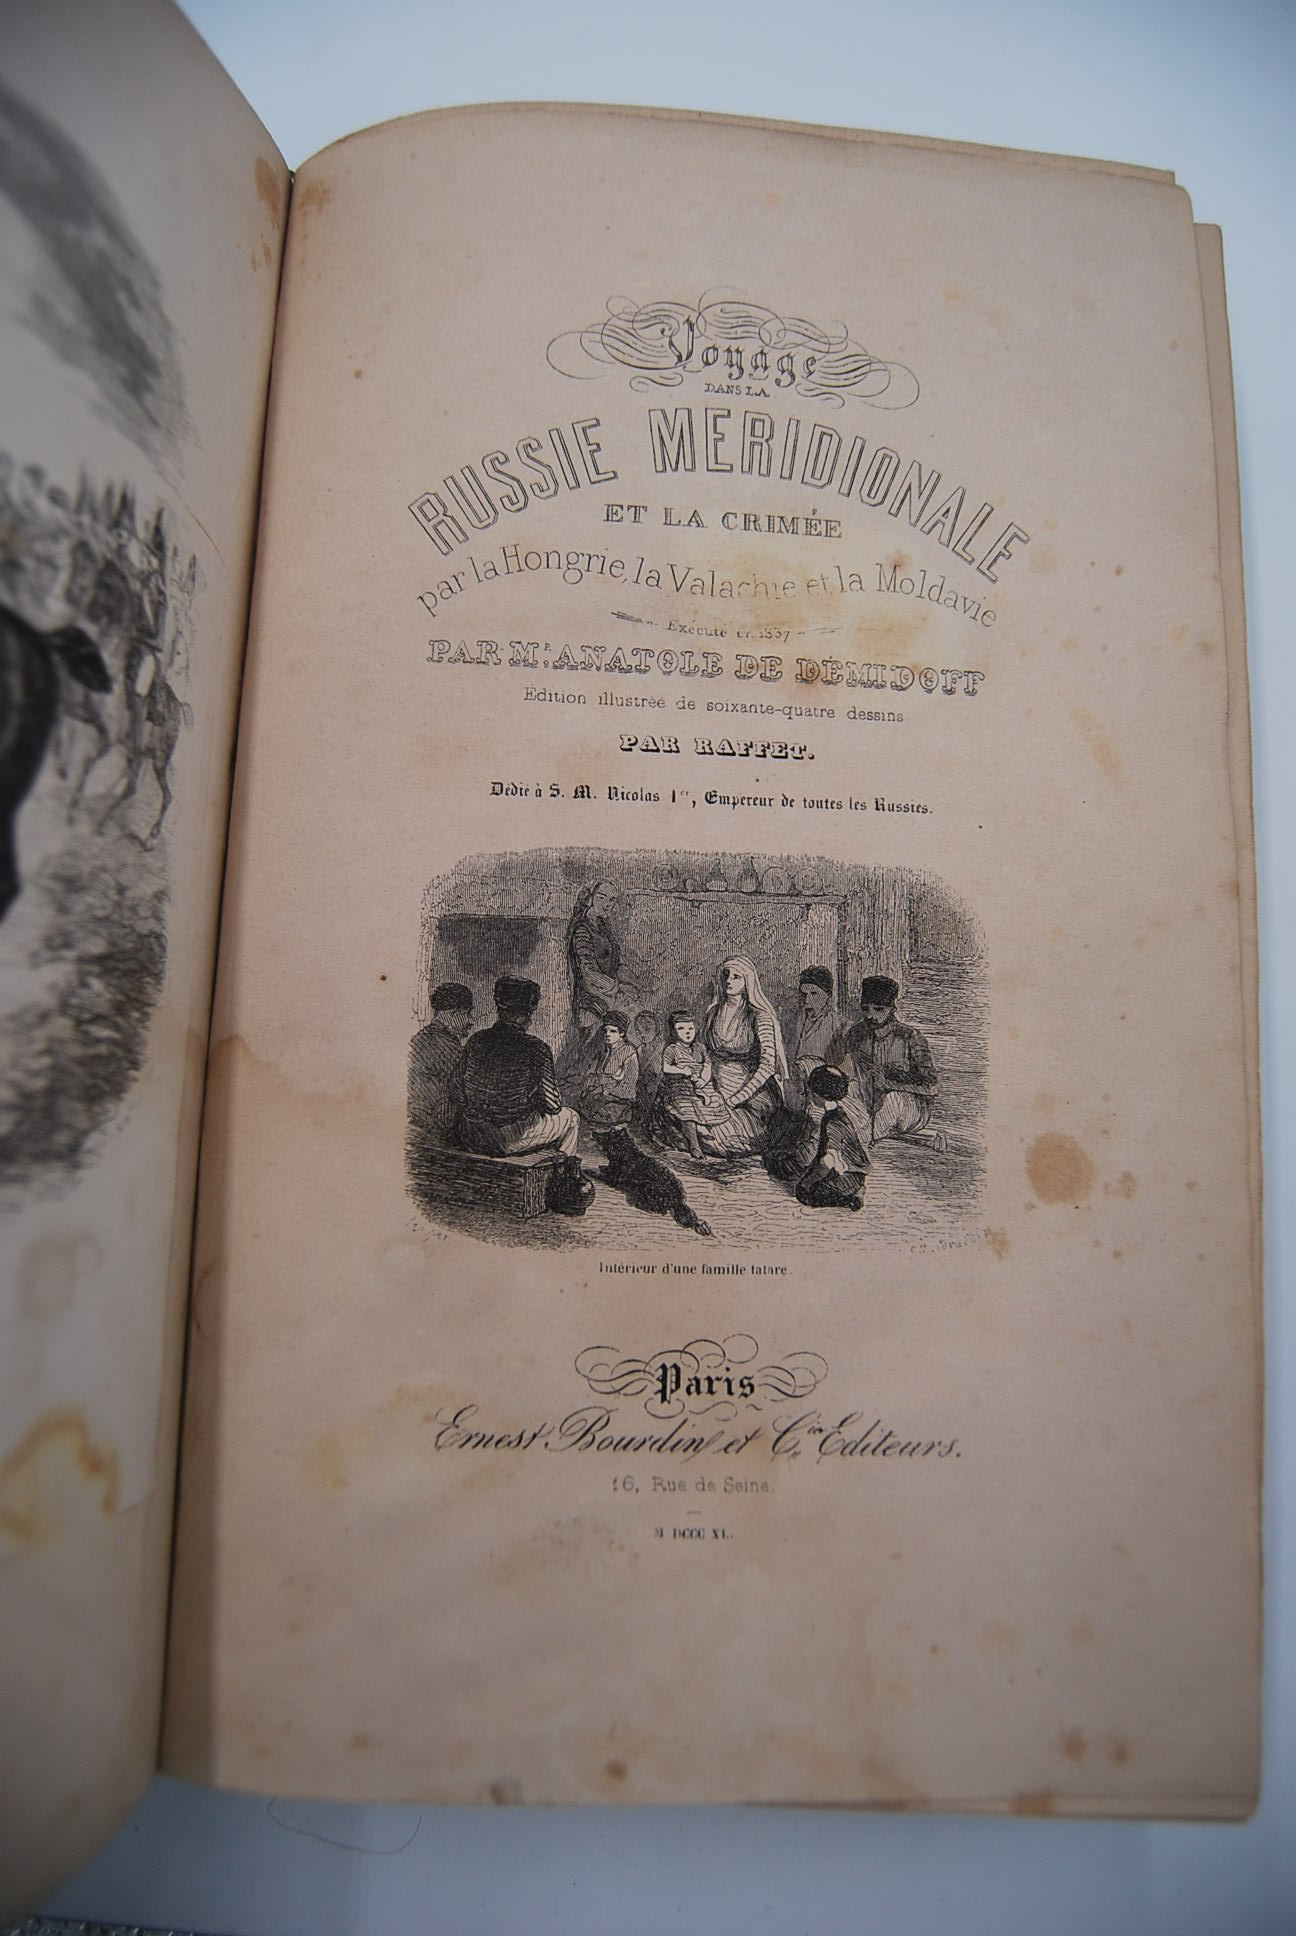 Voyage
DANS LA
RUSSIE MERIDIONALE
ET LA CRIMÉE
par la Hongrie, la Valachie et la Moldavie
Exécuté en 1837
PAR Mr. ANATOLE DE DÉMIDOFF
Édition illustrée de soixante-quatre dessins
PAR RAFFET.
Dédié à S. M. Nicolas 1er, Empereur de toutes les Russies.
Intérieur d'une famille tatare.
Paris
Ernest Bourdin et Cie Editeurs.
16, Rue de Seine.
M DCCC XL.